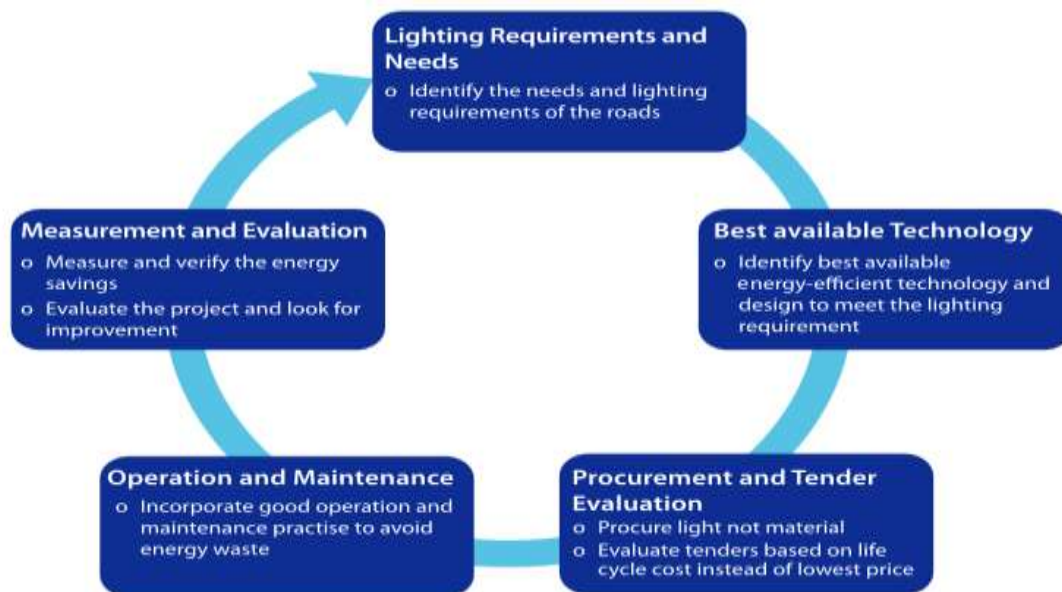 Lighting Requirements and
Needs
o Identify the needs and lighting
requirements of the roads
Best available Technology
o Identify best available
energy-efficient technology and
design to meet the lighting
requirement
Procurement and Tender
Evaluation
o Procure light not material
o Evaluate tenders based on life
cycle cost instead of lowest price
Operation and Maintenance
o Incorporate good operation and
maintenance practise to avoid
energy waste
Measurement and Evaluation
o Measure and verify the energy
savings
o Evaluate the project and look for
improvement